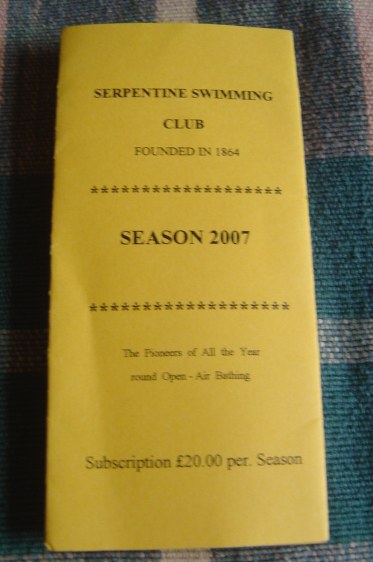 SERPENTINE SWIMMING
CLUB
FOUNDED IN 1864
*******************
SEASON 2007
********************
The Pioneers of All the Year
round Open - Air Bathing.
Subscription £20.00 per. Season